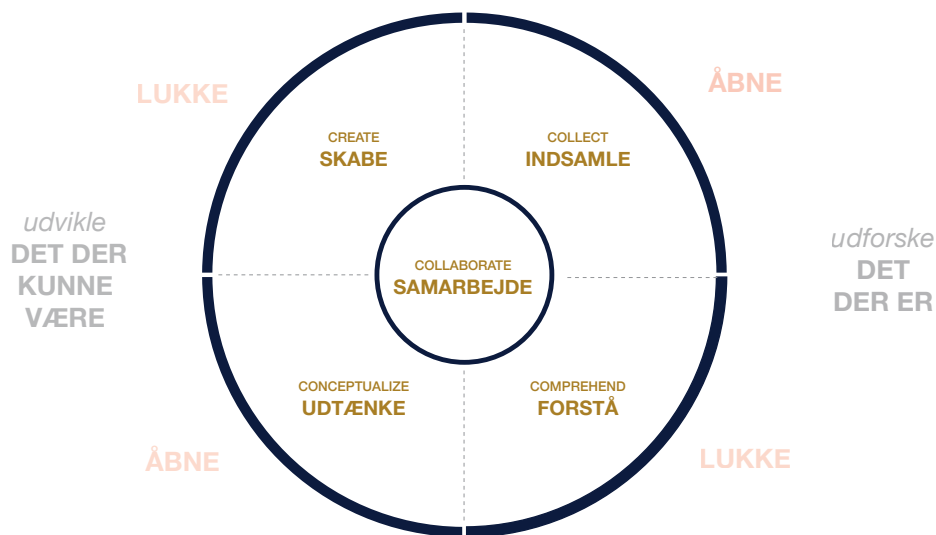 LUKKE
ÅBNE
CREATE
SKABE
COLLECT
INDSAMLE
udvikle
DET DER
KUNNE
VÆRE
COLLABORATE
SAMARBEJDE
udforske
DET
DER ER
CONCEPTUALIZE
UDTÆNKE
COMPREHEND
FORSTÅ
ÅBNE
LUKKE